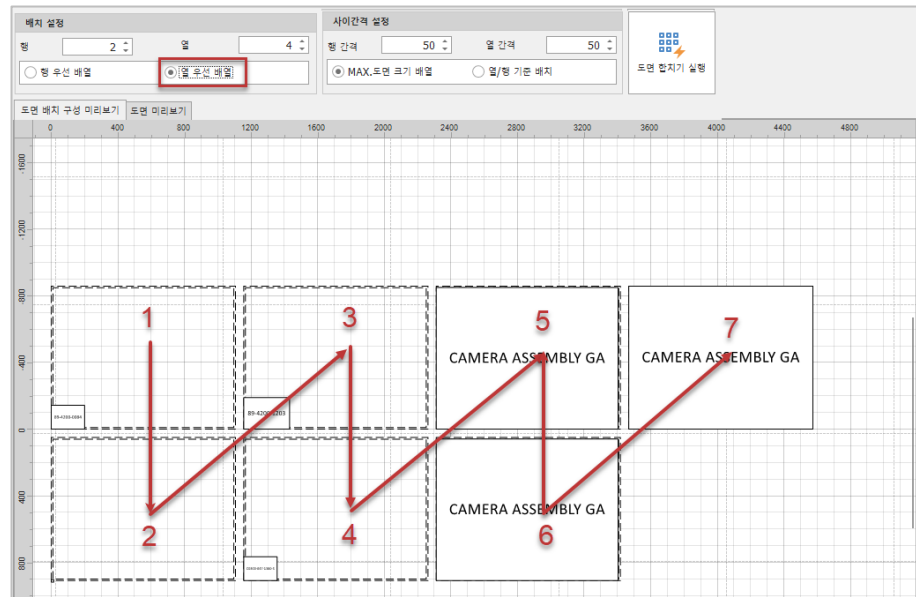 배치 설정
행 2 열 4
행 우선 배열 열 우선 배열
사이간격 설정
행 간격 50 열 간격 50
MAX.도면 크기 배열 열/행 기준 배치
도면 합치기 실행
도면 배치 구성 미리보기 도면 미리보기
0 400 800 1200 1600 2000 2400 2800 3200 3600 4000 4400 4800
-1600
-1200
-800
-400
0
400
800
1 3 5 7
CAMERA ASSEMBLY GA CAMERA ASSEMBLY GA
2 4 6
CAMERA ASSEMBLY GA